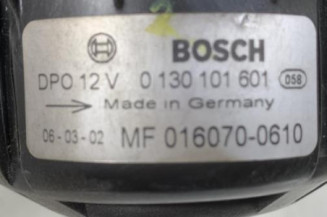 BOSCH
DPO 12 V 0 130 101 601 D58
Made in Germany
06-03-02 MF 016070-0610